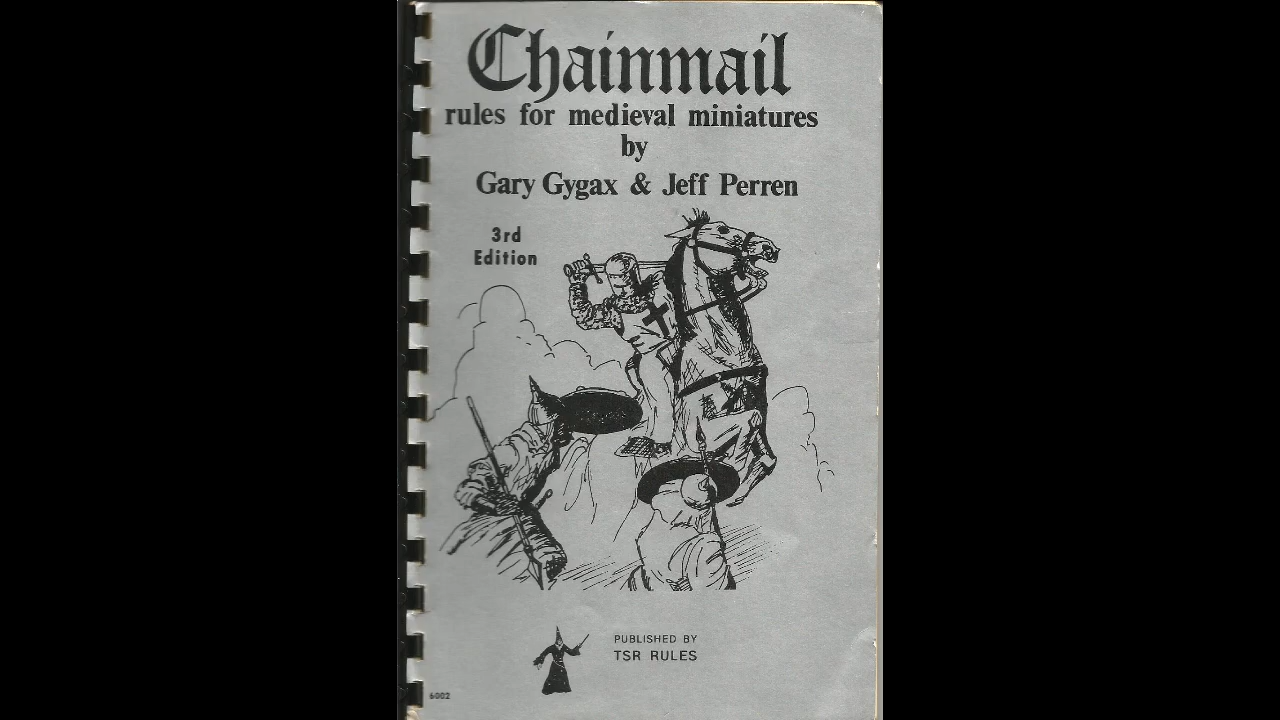 Chainmail
rules for medieval miniatures
by
Gary Gygax & Jeff Perren
3rd
Edition
PUBLISHED BY
TSR RULES
6002